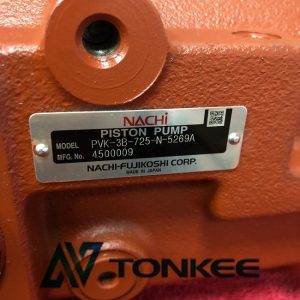 NACHi
PISTON PUMP
MODEL PVK-3B-725-N-5269A
MFG. No. 4500009
NACHI-FUJIKOSHI CORP.
MADE IN JAPAN
TONKEE